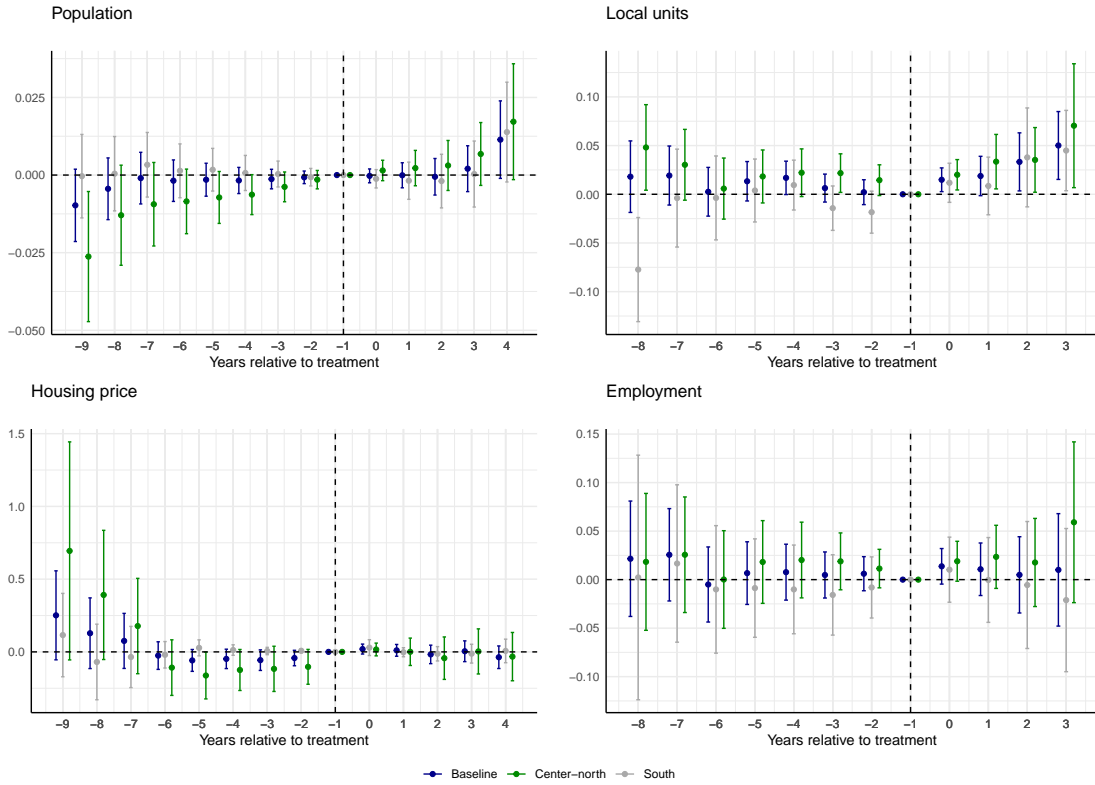 Population
0.025
0.000
−0.025
−0.050
−9 −8 −7 −6 −5 −4 −3 −2 −1 0 1 2 3 4
Years relative to treatment
Local units
0.10
0.05
0.00
−0.05
−0.10
−8 −7 −6 −5 −4 −3 −2 −1 0 1 2 3
Years relative to treatment
Housing price
1.5
1.0
0.5
0.0
−9 −8 −7 −6 −5 −4 −3 −2 −1 0 1 2 3 4
Years relative to treatment
Employment
0.15
0.10
0.05
0.00
−0.05
−0.10
−8 −7 −6 −5 −4 −3 −2 −1 0 1 2 3
Years relative to treatment
Baseline Center−north South